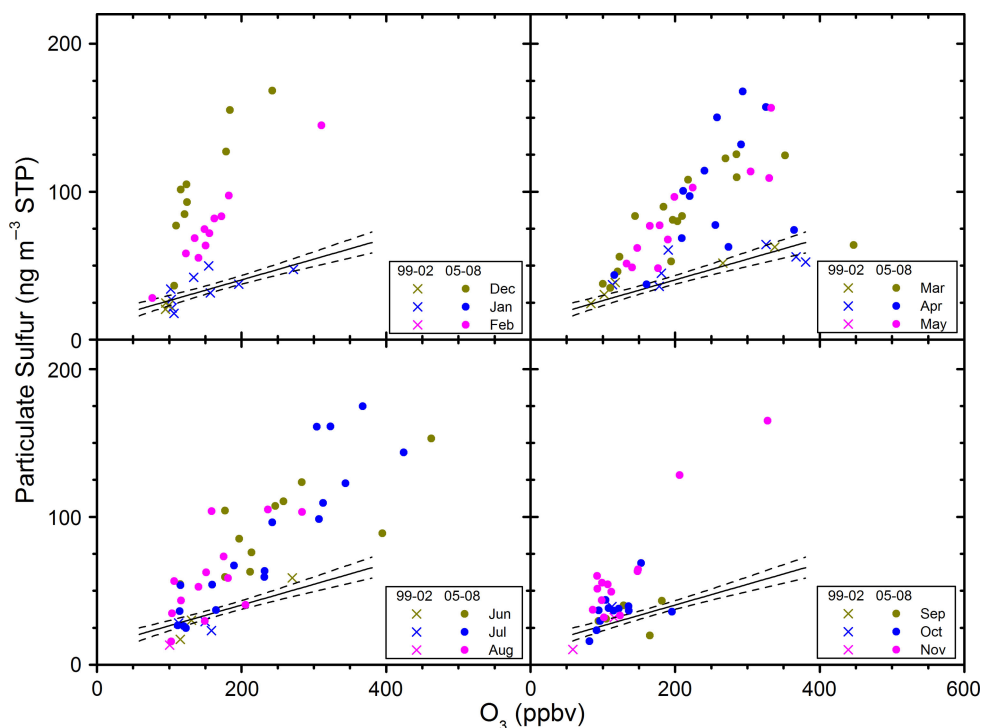 200
100
0
99-02 05-08
Dec
Jan
Feb
99-02 05-08
Mar
Apr
May
Particulate Sulfur (ng m⁻³ STP)
200
100
0
99-02 05-08
Jun
Jul
Aug
99-02 05-08
Sep
Oct
Nov
0 200 400 0 200 400 600
O₃ (ppbv)